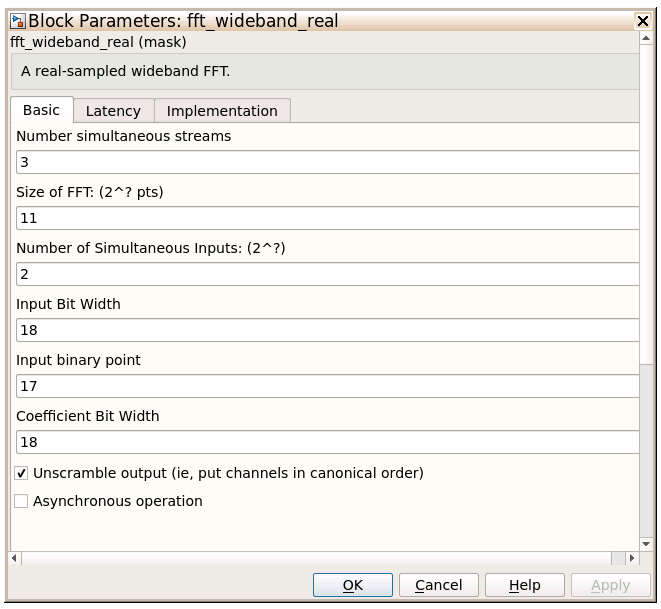 Block Parameters: fft_wideband_real
fft_wideband_real (mask)
A real-sampled wideband FFT.
Basic Latency Implementation
Number simultaneous streams
3
Size of FFT: (2^? pts)
11
Number of Simultaneous Inputs: (2^?)
2
Input Bit Width
18
Input binary point
17
Coefficient Bit Width
18
Unscramble output (ie, put channels in canonical order)
Asynchronous operation
OK Cancel Help Apply